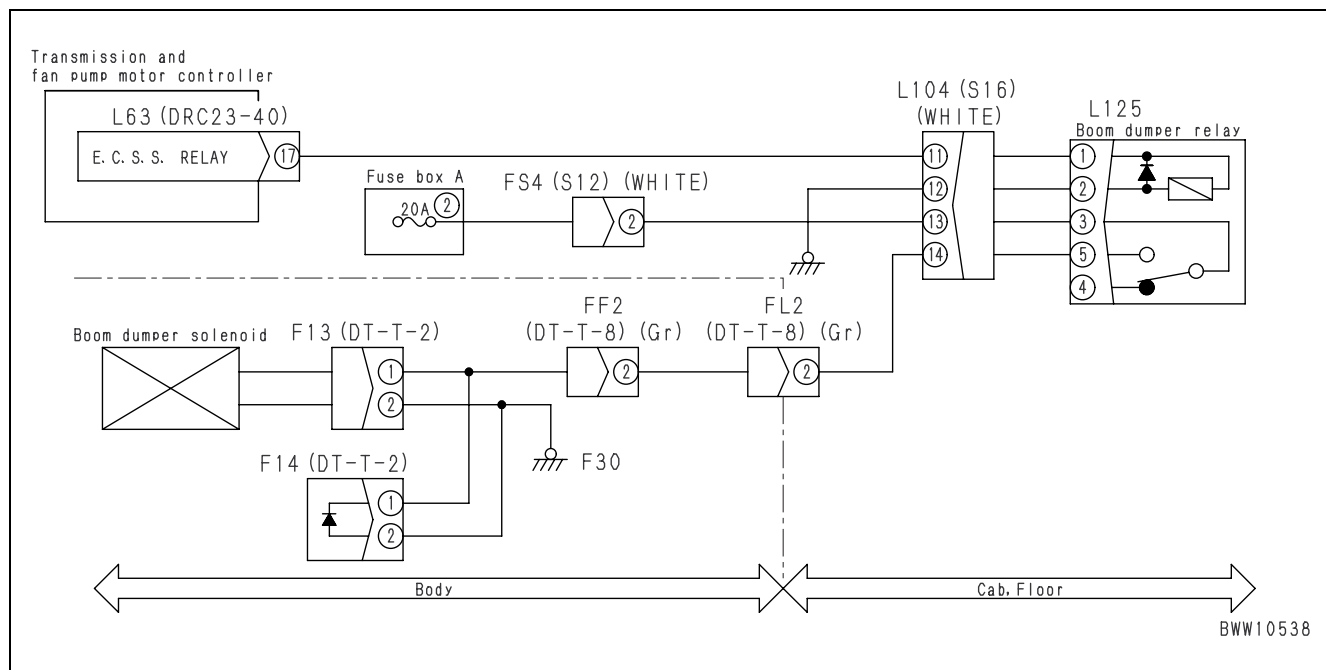 Transmission and
fan pump motor controller
L63 (DRC23-40)
E.C.S.S. RELAY
17
Fuse box A
20A
2
FS4 (S12) (WHITE)
2
L104 (S16)
(WHITE)
11
12
13
14
L125
Boom dumper relay
1
2
3
5
4
Boom dumper solenoid
F13 (DT-T-2)
1
2
FF2
(DT-T-8) (Gr)
2
FL2
(DT-T-8) (Gr)
2
F14 (DT-T-2)
1
2
F30
Body
Cab, Floor
BWW10538